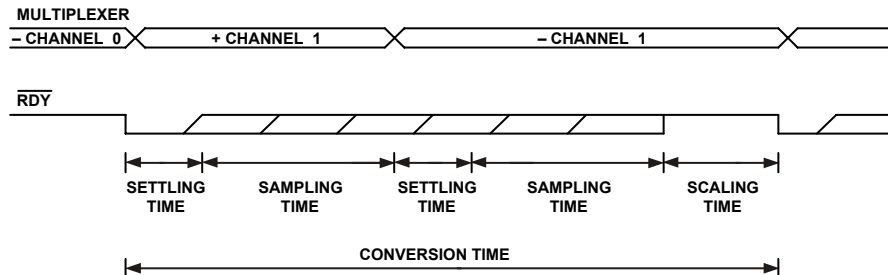 MULTIPLEXER
– CHANNEL 0 + CHANNEL 1 – CHANNEL 1
RDY
SETTLING TIME
SAMPLING TIME
SETTLING TIME
SAMPLING TIME
SCALING TIME
CONVERSION TIME